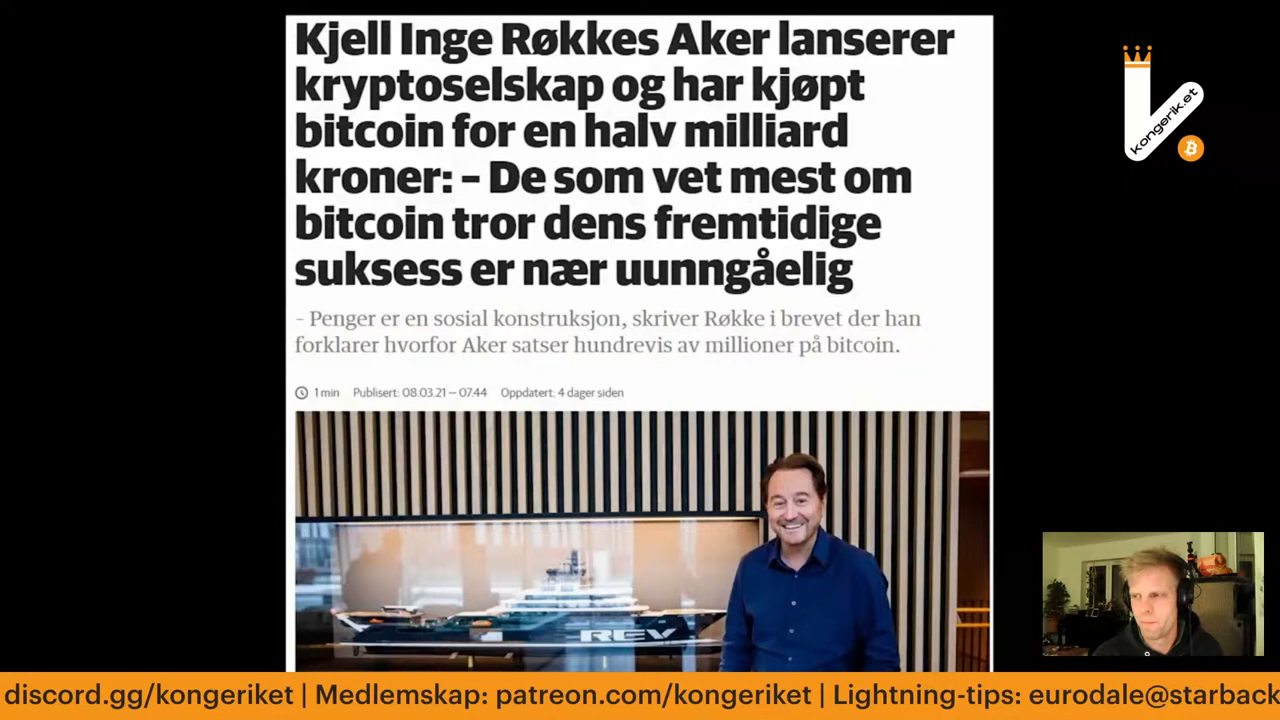 Kjell Inge Røkkes Aker lanserer
kryptoselskap og har kjøpt
bitcoin for en halv milliard
kroner: – De som vet mest om
bitcoin tror dens fremtidige
suksess er nær uunngåelig
– Penger er en sosial konstruksjon, skriver Røkke i brevet der han
forklarer hvorfor Aker satser hundrevis av millioner på bitcoin.
1 min Publisert: 08.03.21 – 07.44 Oppdatert: 4 dager siden
REV
kongerik.et
discord.gg/kongeriket | Medlemskap: patreon.com/kongeriket | Lightning-tips: eurodale@starback